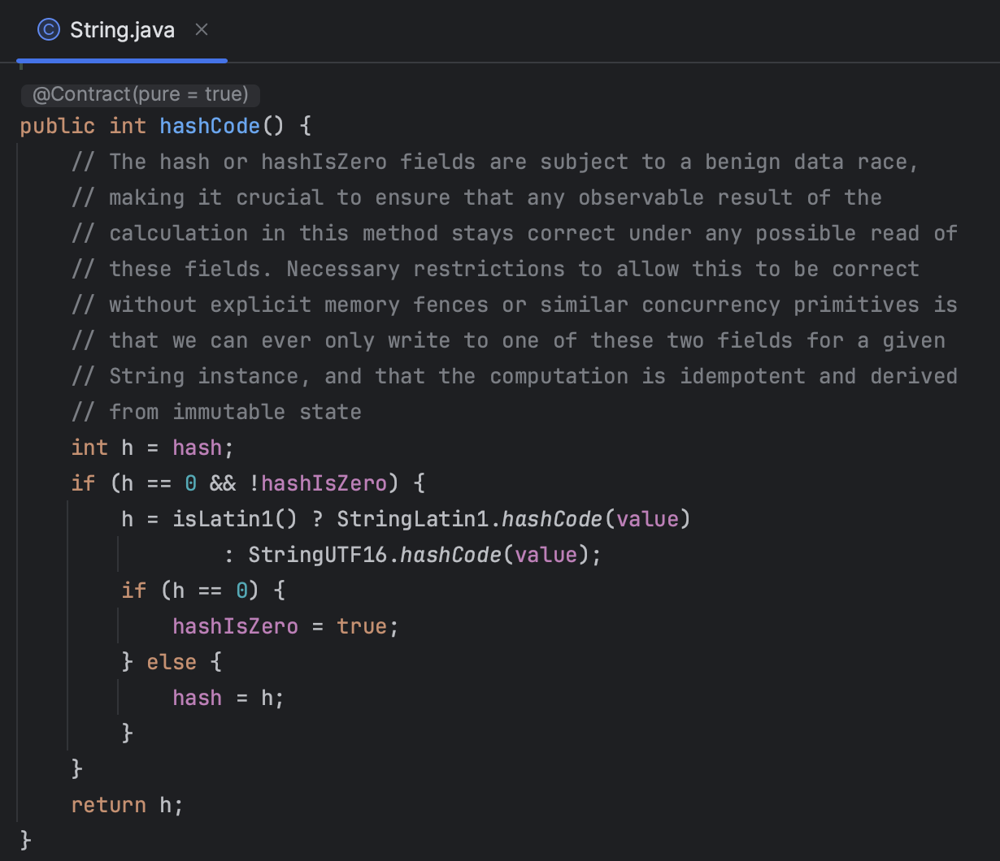 String.java
@Contract(pure = true)
public int hashCode() {
    // The hash or hashIsZero fields are subject to a benign data race,
    // making it crucial to ensure that any observable result of the
    // calculation in this method stays correct under any possible read of
    // these fields. Necessary restrictions to allow this to be correct
    // without explicit memory fences or similar concurrency primitives is
    // that we can ever only write to one of these two fields for a given
    // String instance, and that the computation is idempotent and derived
    // from immutable state
    int h = hash;
    if (h == 0 && !hashIsZero) {
        h = isLatin1() ? StringLatin1.hashCode(value)
                : StringUTF16.hashCode(value);
        if (h == 0) {
            hashIsZero = true;
        } else {
            hash = h;
        }
    }
    return h;
}